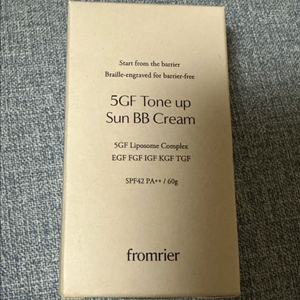 Start from the barrier
Braille-engraved for barrier-free
5GF Tone up
Sun BB Cream
5GF Liposome Complex
EGF FGF IGF KGF TGF
SPF42 PA++ / 60g
fromrier